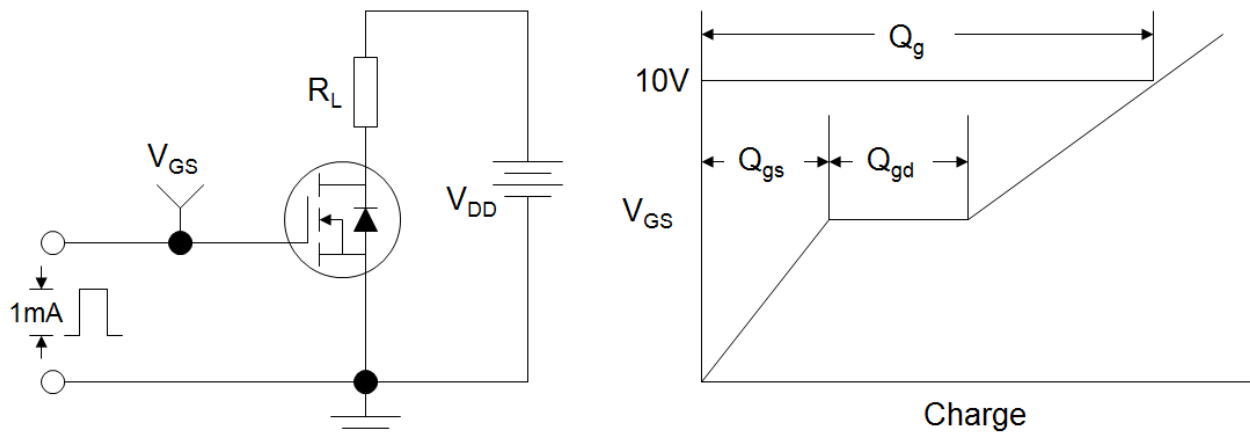 R_L
V_GS
V_DD
1mA
Q_g
10V
Q_gs
Q_gd
V_GS
Charge